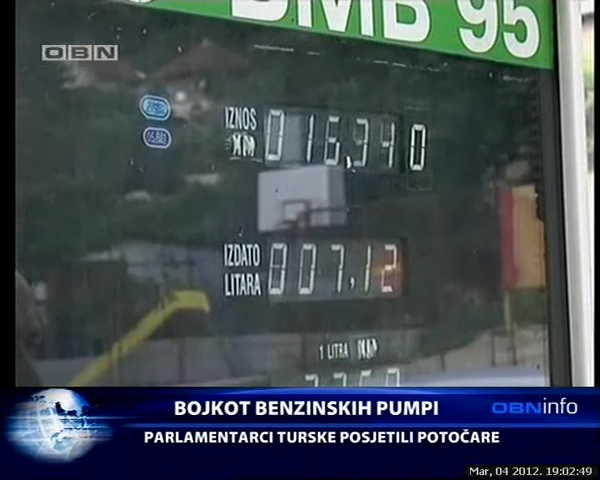 BMB 95
OBN
IZNOS
016,340
KM
IZDATO
LITARA
007,12
1 LITRA KM
BOJKOT BENZINSKIH PUMPI
OBNinfo
PARLAMENTARCI TURSKE POSJETILI POTOČARE
Mar, 04 2012. 19:02:49